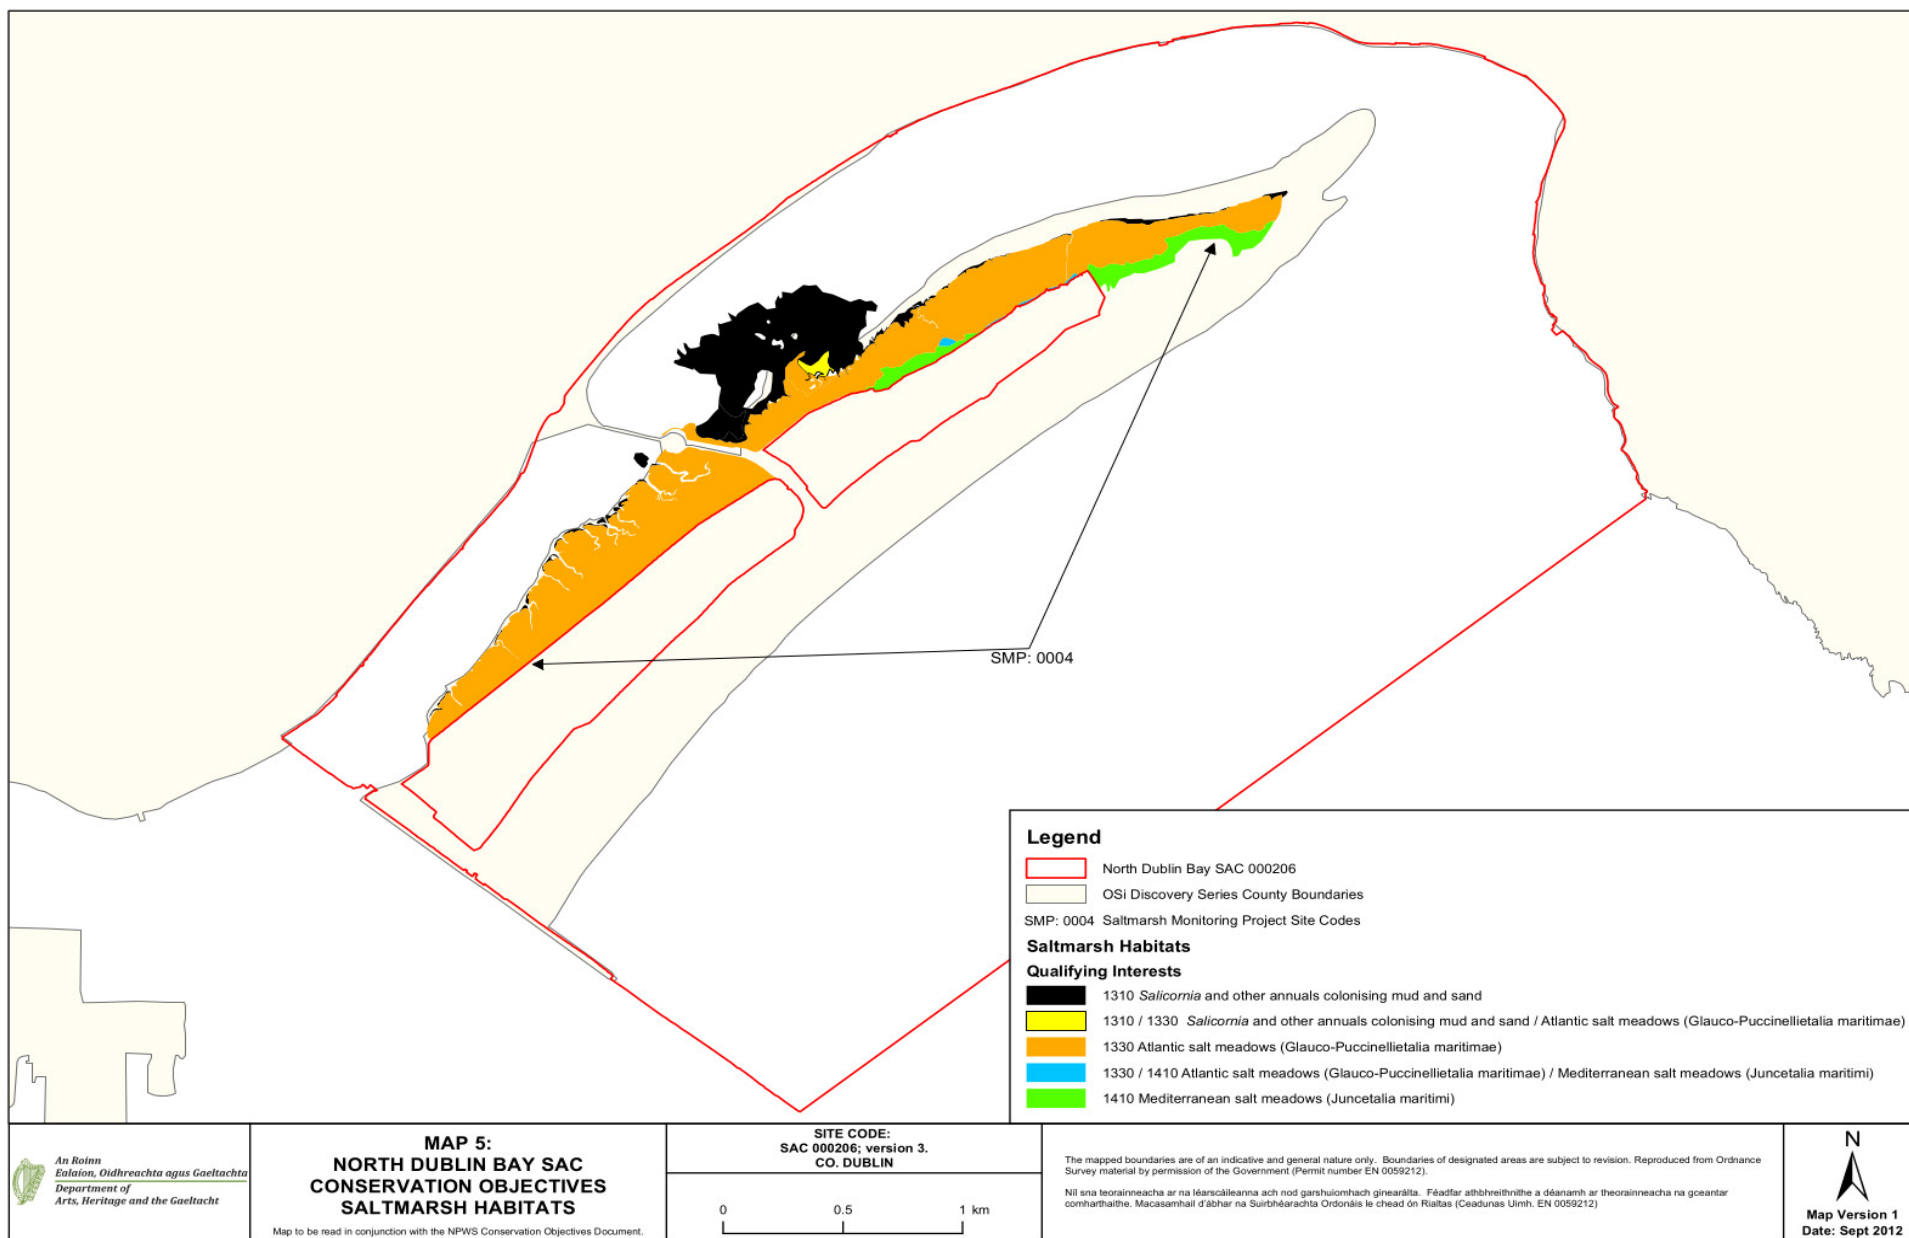 SMP: 0004
Legend
North Dublin Bay SAC 000206
OSi Discovery Series County Boundaries
SMP: 0004 Saltmarsh Monitoring Project Site Codes
Saltmarsh Habitats
Qualifying Interests
1310 Salicornia and other annuals colonising mud and sand
1310 / 1330 Salicornia and other annuals colonising mud and sand / Atlantic salt meadows (Glauco-Puccinellietalia maritimae)
1330 Atlantic salt meadows (Glauco-Puccinellietalia maritimae)
1330 / 1410 Atlantic salt meadows (Glauco-Puccinellietalia maritimae) / Mediterranean salt meadows (Juncetalia maritimi)
1410 Mediterranean salt meadows (Juncetalia maritimi)
An Roinn
Ealaíon, Oidhreachta agus Gaeltachta
Department of
Arts, Heritage and the Gaeltacht
MAP 5:
NORTH DUBLIN BAY SAC
CONSERVATION OBJECTIVES
SALTMARSH HABITATS
Map to be read in conjunction with the NPWS Conservation Objectives Document.
SITE CODE:
SAC 000206; version 3.
CO. DUBLIN
0 0.5 1 km
The mapped boundaries are of an indicative and general nature only. Boundaries of designated areas are subject to revision. Reproduced from Ordnance
Survey material by permission of the Government (Permit number EN 0059212).
Níl sna teorainneacha ar na léarscáileanna ach nod garshuiomhach ginearálta. Féadfar athbhreithnithe a déanamh ar theorainneacha na gceantar
comharthaithe. Macasamhail d'ábhar na Suirbhéarachta Ordonáis le chead ón Rialtas (Ceadunas Uimh. EN 0059212)
N
Map Version 1
Date: Sept 2012